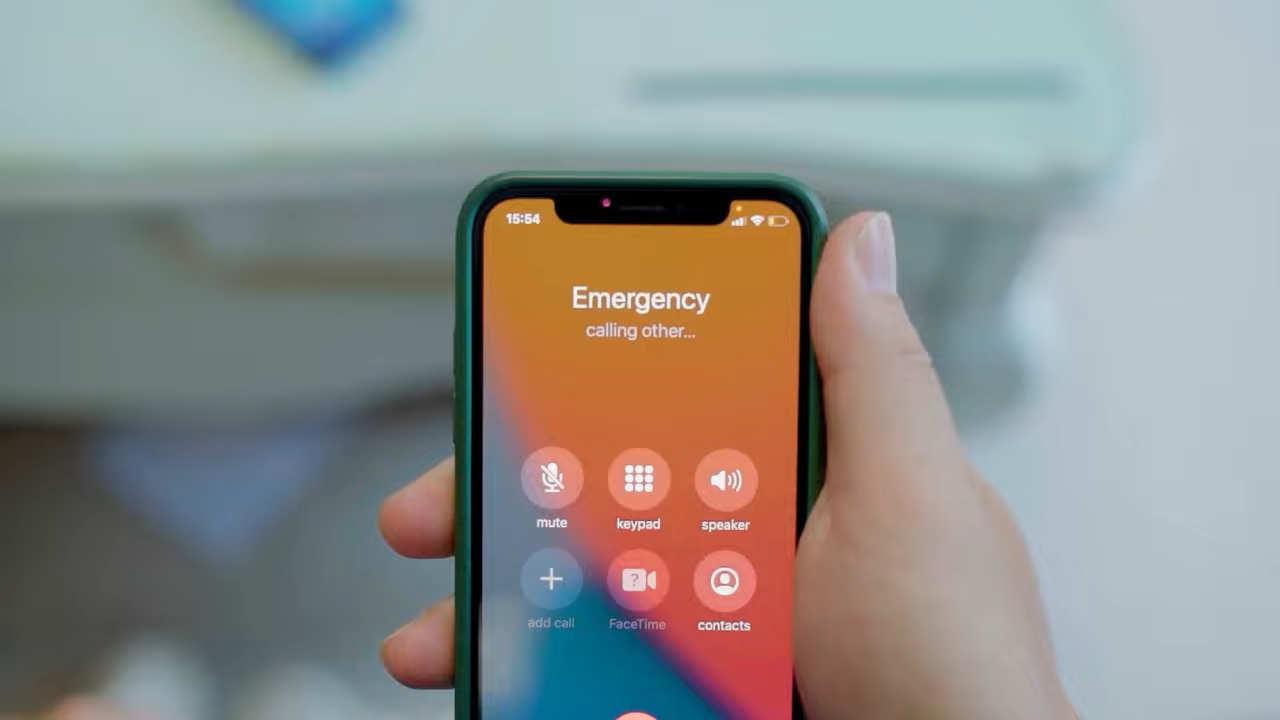 15:54
Emergency
calling other...
mute keypad speaker
add call FaceTime contacts